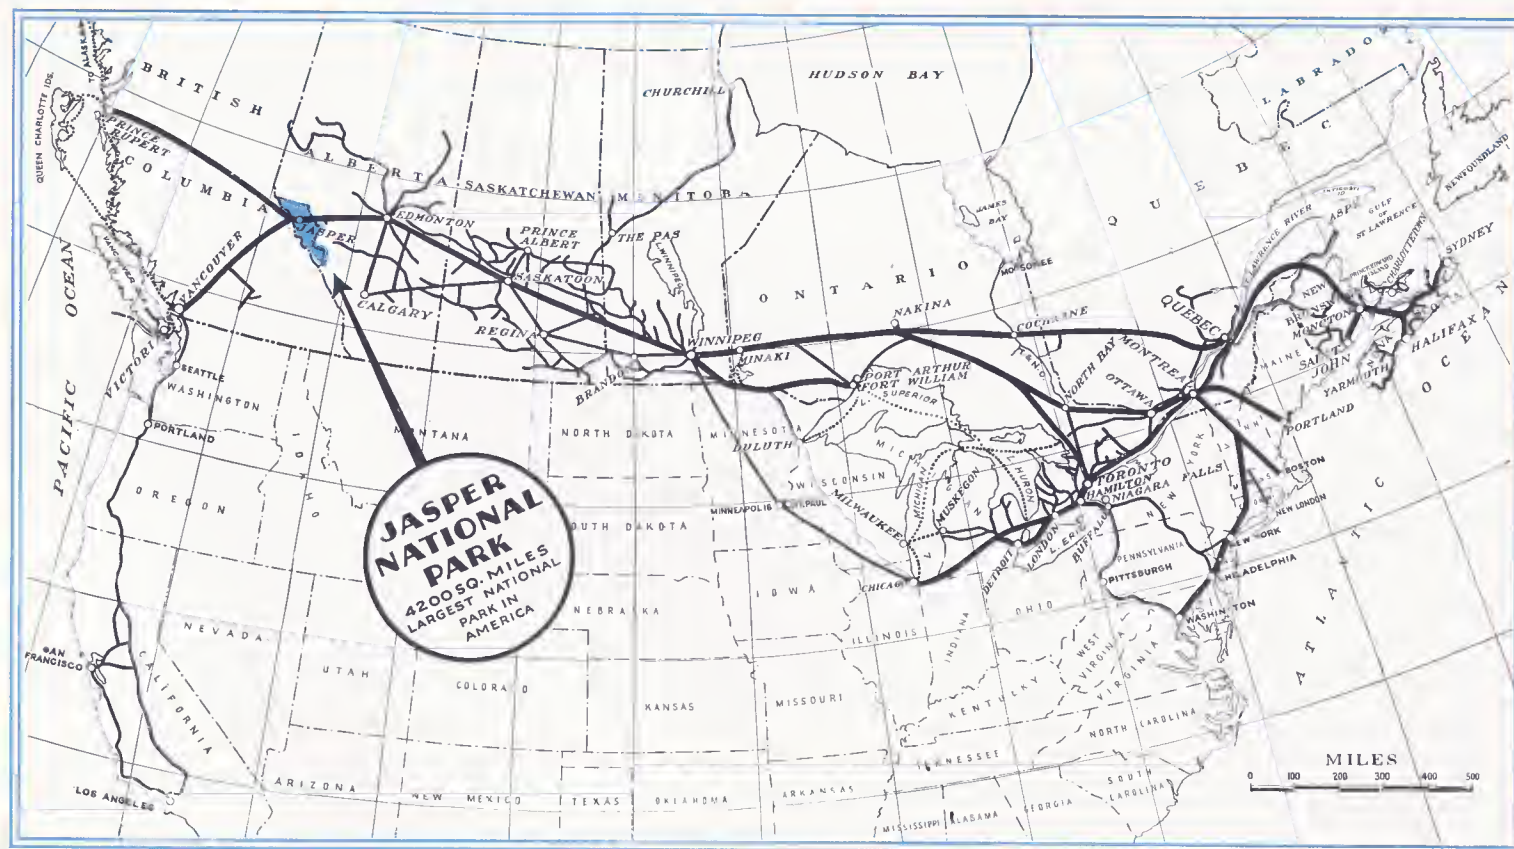 TO ALASKA
QUEEN CHARLOTTE IDS.
PRINCE
RUPERT
BRITISH
COLUMBIA
ALBERTA
SASKATCHEWAN
MANITOBA
CHURCHILL
HUDSON BAY
LABRADOR
QUEBEC
NEWFOUNDLAND
JAMES
BAY
MOOSONEE
ONTARIO
GULF
OF
ST LAWRENCE
LAWRENCE RIVER
JASPER
EDMONTON
PRINCE
ALBERT
THE PAS
L. WINNIPEG
SASKATOON
CALGARY
REGINA
BRANDON
WINNIPEG
MINAKI
NAKINA
COCHRANE
PORT ARTHUR
FORT WILLIAM
L. SUPERIOR
DULUTH
NORTH BAY
OTTAWA
MONTREAL
QUEBEC
NEW
BRUNSWICK
MONCTON
SAINT
JOHN
CHARLOTTETOWN
SYDNEY
HALIFAX
YARMOUTH
MAINE
PORTLAND
BOSTON
NEW LONDON
NEW YORK
PHILADELPHIA
WASHINGTON
PITTSBURGH
PENNSYLVANIA
NEW YORK
TORONTO
HAMILTON
NIAGARA FALLS
BUFFALO
L. ERIE
LONDON
DETROIT
L. HURON
MICHIGAN
MUSKEGON
MILWAUKEE
CHICAGO
WISCONSIN
MINNEAPOLIS
ST. PAUL
MINNESOTA
VANCOUVER
VANCOUVER
VICTORIA
SEATTLE
WASHINGTON
PORTLAND
OREGON
IDAHO
MONTANA
NORTH DAKOTA
SOUTH DAKOTA
NEBRASKA
IOWA
ILLINOIS
INDIANA
OHIO
WEST
VIRGINIA
VIRGINIA
KENTUCKY
NORTH CAROLINA
TENNESSEE
SOUTH
CAROLINA
GEORGIA
ALABAMA
MISSISSIPPI
ARKANSAS
MISSOURI
KANSAS
OKLAHOMA
TEXAS
NEW MEXICO
COLORADO
UTAH
ARIZONA
NEVADA
CALIFORNIA
SAN
FRANCISCO
LOS ANGELES
PACIFIC OCEAN
ATLANTIC OCEAN
JASPER
NATIONAL
PARK
4200 SQ. MILES
LARGEST NATIONAL
PARK IN
AMERICA
MILES
0 100 200 300 400 500